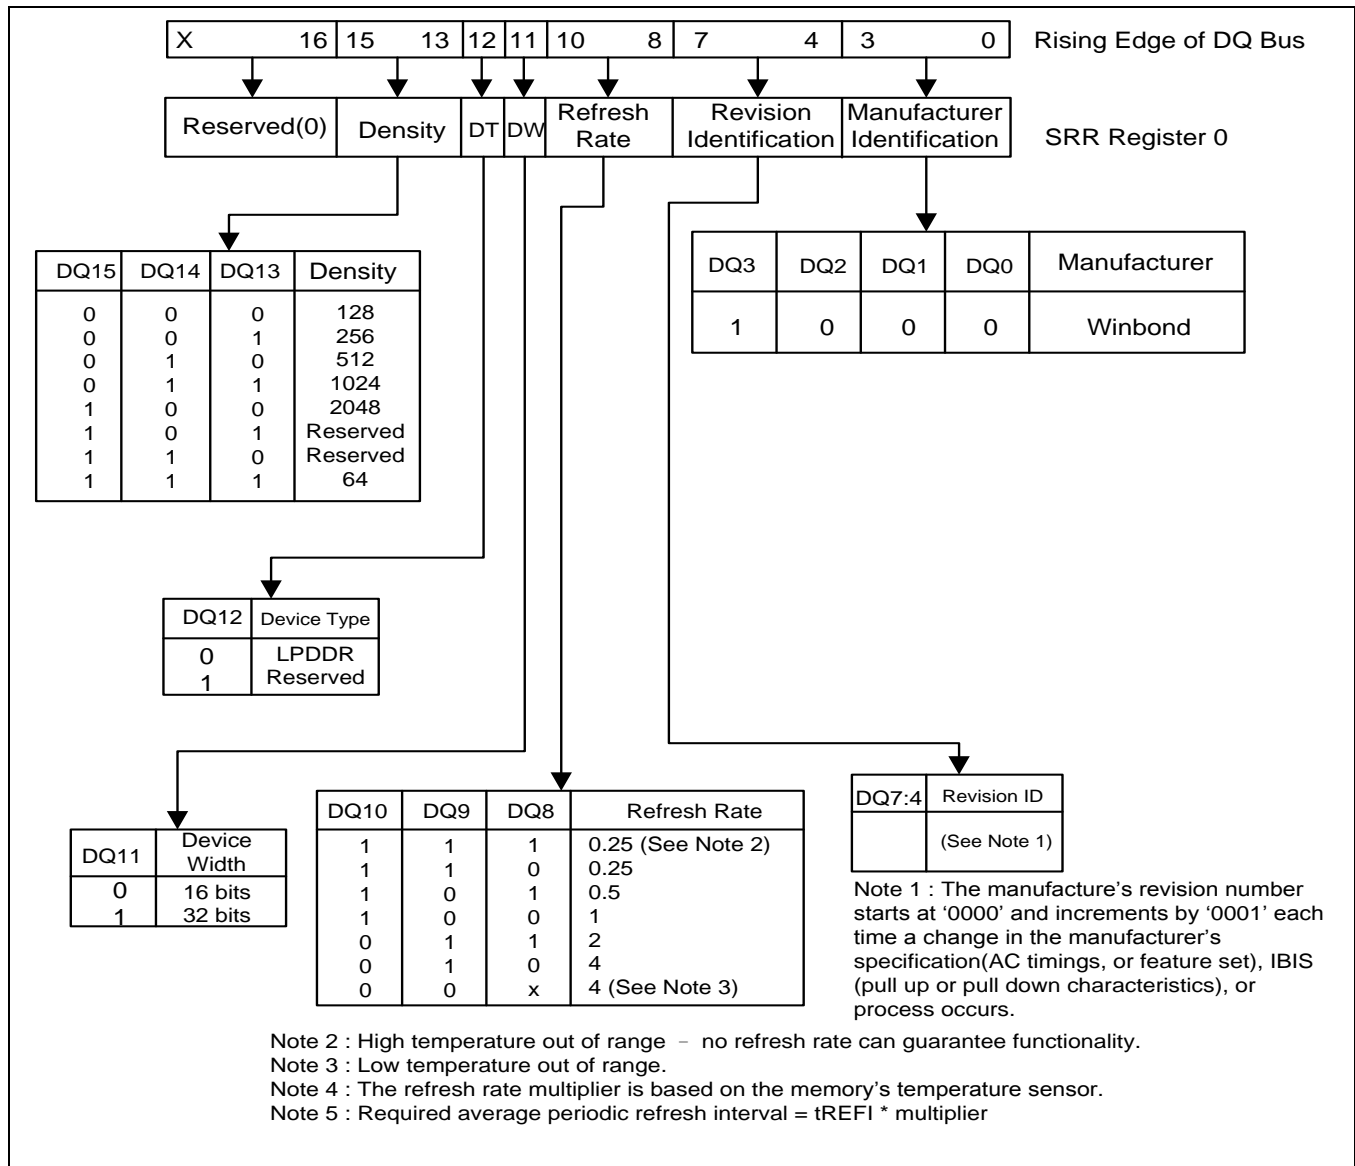 X 16 15 13 12 11 10 8 7 4 3 0 Rising Edge of DQ Bus
Reserved(0) Density DT DW Refresh Rate Revision Identification Manufacturer Identification SRR Register 0
DQ15 DQ14 DQ13 Density
0 0 0 128
0 0 1 256
0 1 0 512
0 1 1 1024
1 0 0 2048
1 0 1 Reserved
1 1 0 Reserved
1 1 1 64
DQ3 DQ2 DQ1 DQ0 Manufacturer
1 0 0 0 Winbond
DQ12 Device Type
0 LPDDR
1 Reserved
DQ11 Device Width
0 16 bits
1 32 bits
DQ10 DQ9 DQ8 Refresh Rate
1 1 1 0.25 (See Note 2)
1 1 0 0.25
1 0 1 0.5
1 0 0 1
0 1 1 2
0 1 0 4
0 0 x 4 (See Note 3)
DQ7:4 Revision ID
(See Note 1)
Note 1 : The manufacture's revision number
starts at ‘0000’ and increments by ‘0001’ each
time a change in the manufacturer's
specification(AC timings, or feature set), IBIS
(pull up or pull down characteristics), or
process occurs.
Note 2 : High temperature out of range – no refresh rate can guarantee functionality.
Note 3 : Low temperature out of range.
Note 4 : The refresh rate multiplier is based on the memory's temperature sensor.
Note 5 : Required average periodic refresh interval = tREFI * multiplier